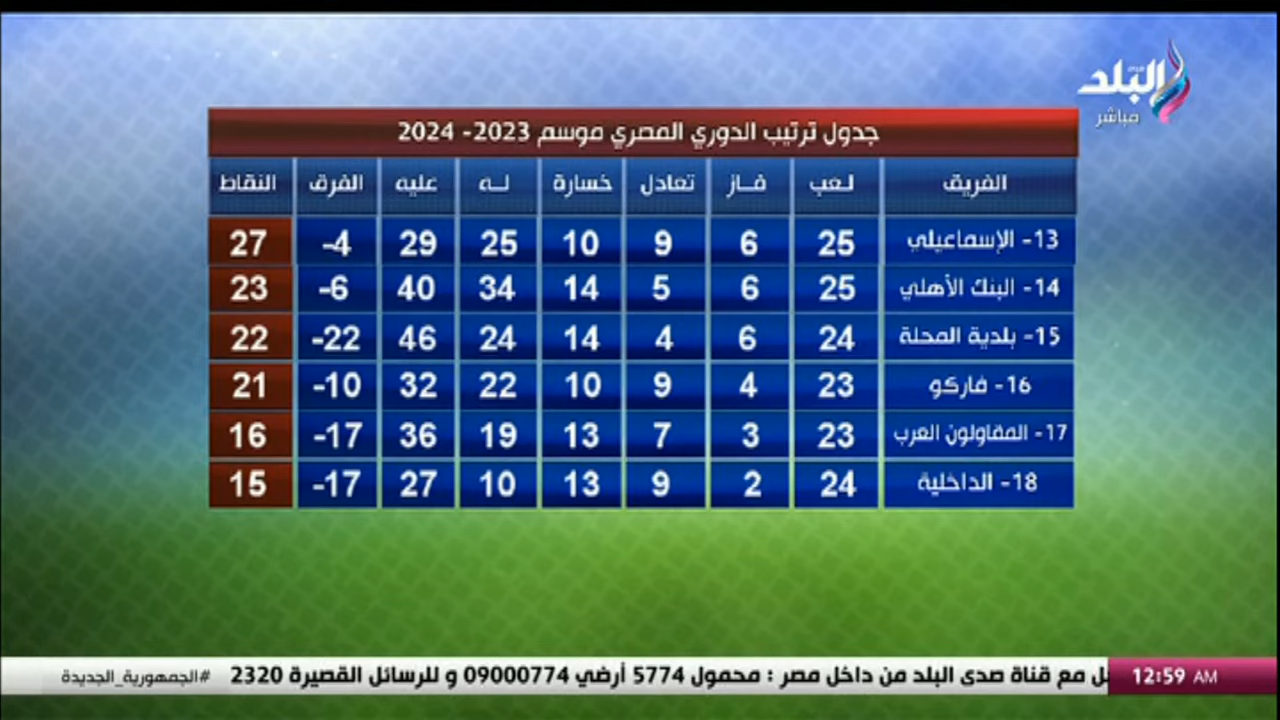 البلد
مباشر
جدول ترتيب الدوري المصري موسم 2023- 2024
الفريق لعب فـاز تعادل خسارة لـه عليه الفرق النقاط
13- الإسماعيلي 25 6 9 10 25 29 -4 27
14- البنك الأهلي 25 6 5 14 34 40 -6 23
15- بلدية المحلة 24 6 4 14 24 46 -22 22
16- فاركو 23 4 9 10 22 32 -10 21
17- المقاولون العرب 23 3 7 13 19 36 -17 16
18- الداخلية 24 2 9 13 10 27 -17 15
12:59 AM مع قناة صدى البلد من داخل مصر : محمول 5774 أرضي 09000774 و للرسائل القصيرة 2320 #الجمهورية_الجديدة